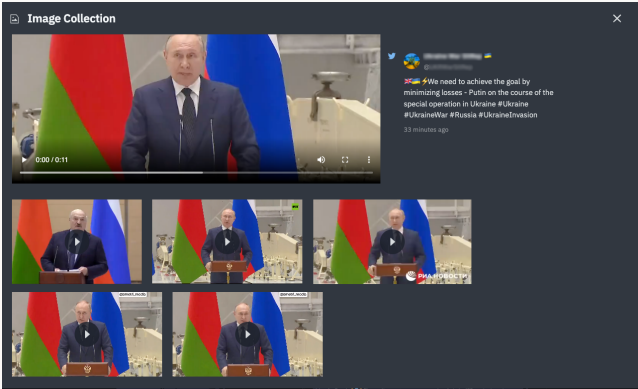 Image Collection
0:00 / 0:11
We need to achieve the goal by
minimizing losses - Putin on the course of the
special operation in Ukraine #Ukraine
#UkraineWar #Russia #UkraineInvasion
33 minutes ago
РИА НОВОСТИ